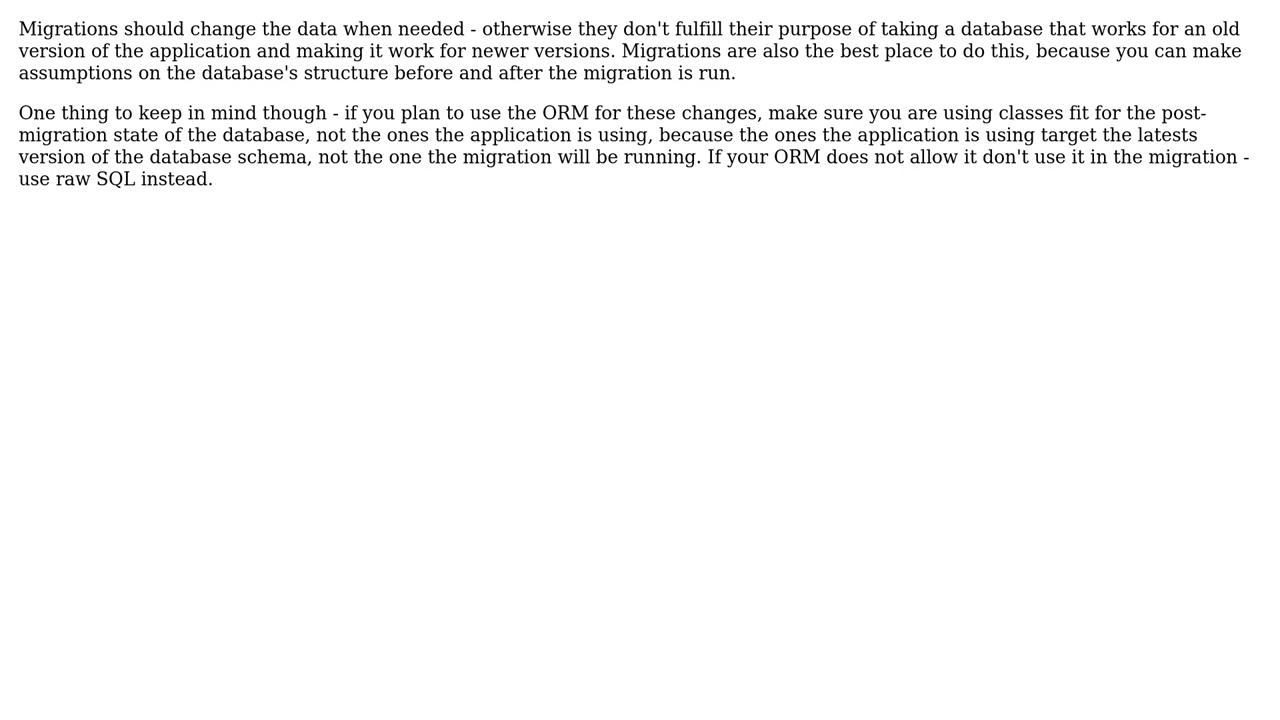 Migrations should change the data when needed - otherwise they don't fulfill their purpose of taking a database that works for an old
version of the application and making it work for newer versions. Migrations are also the best place to do this, because you can make
assumptions on the database's structure before and after the migration is run.
One thing to keep in mind though - if you plan to use the ORM for these changes, make sure you are using classes fit for the post-
migration state of the database, not the ones the application is using, because the ones the application is using target the latests
version of the database schema, not the one the migration will be running. If your ORM does not allow it don't use it in the migration -
use raw SQL instead.